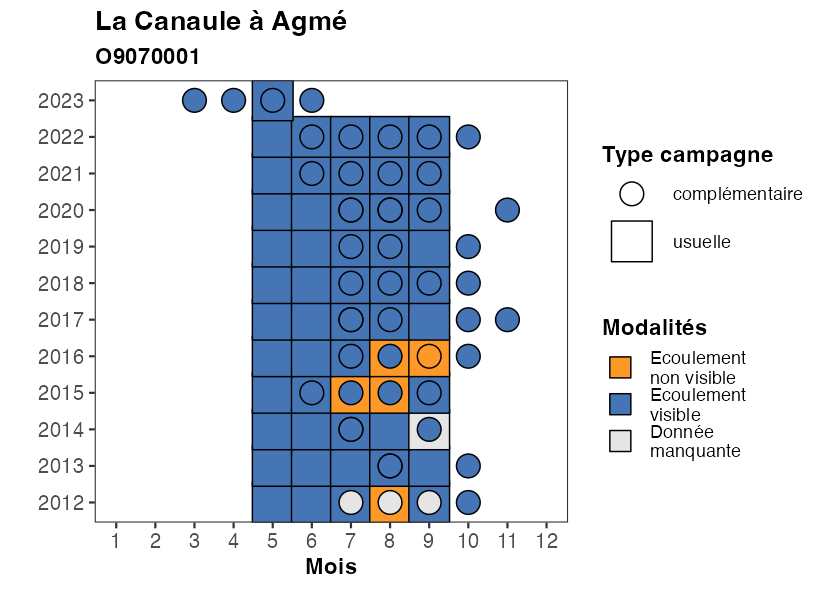 La Canaule à Agmé
O9070001
2023
2022
2021
2020
2019
2018
2017
2016
2015
2014
2013
2012
1 2 3 4 5 6 7 8 9 10 11 12
Mois
Type campagne
complémentaire
usuelle
Modalités
Ecoulement
non visible
Ecoulement
visible
Donnée
manquante